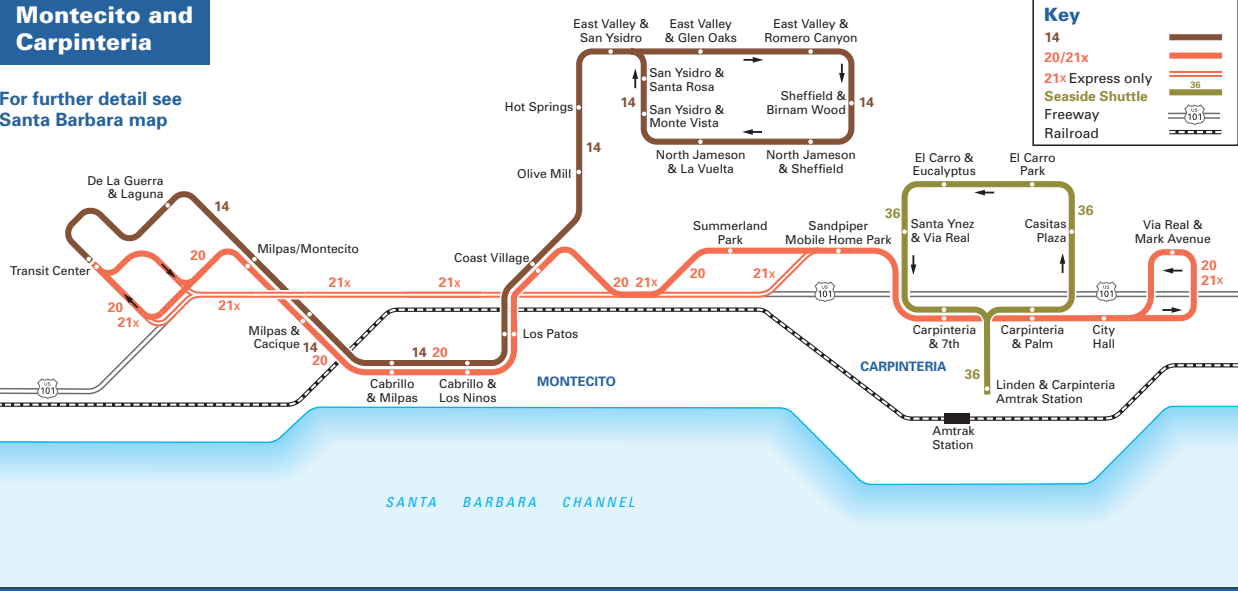 Montecito and
Carpinteria
For further detail see
Santa Barbara map
Key
14
20/21x
21x Express only
36
Seaside Shuttle
Freeway
US
101
Railroad
East Valley &
San Ysidro
East Valley
& Glen Oaks
East Valley &
Romero Canyon
San Ysidro &
Santa Rosa
Hot Springs
14
San Ysidro &
Monte Vista
Sheffield &
Birnam Wood
14
14
North Jameson
& La Vuelta
North Jameson
& Sheffield
Olive Mill
De La Guerra
& Laguna
14
El Carro &
Eucalyptus
El Carro
Park
36
36
Santa Ynez
& Via Real
Casitas
Plaza
Summerland
Park
Sandpiper
Mobile Home Park
Via Real &
Mark Avenue
Milpas/Montecito
20
Coast Village
Transit Center
20
21x
21x
21x
20
21x
20
21x
20
21x
US
101
US
101
20
21x
Milpas &
Cacique
14
20
14
20
Los Patos
Carpinteria
& 7th
Carpinteria
& Palm
City
Hall
US
101
Cabrillo
& Milpas
Cabrillo &
Los Ninos
MONTECITO
CARPINTERIA
36
Linden & Carpinteria
Amtrak Station
Amtrak
Station
SANTA BARBARA CHANNEL